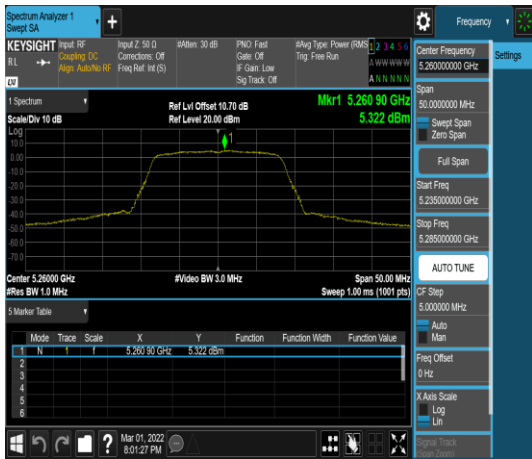 Spectrum Analyzer 1
Swept SA
+
Frequency
KEYSIGHT
Input: RF
Input Z: 50 Ω
#Atten: 30 dB
PNO: Fast
#Avg Type: Power (RMS
1 2 3 4 5 6
RL
Coupling: DC
Corrections: Off
Gate: Off
Trig: Free Run
A W W W W W
Align: Auto/No RF
Freq Ref: Int (S)
IF Gain: Low
Sig Track: Off
A N N N N N
LXI
1 Spectrum
Ref Lvl Offset 10.70 dB
Mkr1 5.260 90 GHz
Scale/Div 10 dB
Ref Level 20.00 dBm
5.322 dBm
Log
1
10.0
0.00
-10.0
-20.0
-30.0
-40.0
-50.0
-60.0
-70.0
Center 5.26000 GHz
#Video BW 3.0 MHz
Span 50.00 MHz
#Res BW 1.0 MHz
Sweep 1.00 ms (1001 pts)
5 Marker Table
Mode Trace Scale X Y Function Function Width Function Value
1 N 1 f 5.260 90 GHz 5.322 dBm
2
3
4
5
6
?
Mar 01, 2022
8:01:27 PM
Center Frequency
5.260000000 GHz
Settings
Span
50.0000000 MHz
Swept Span
Zero Span
Full Span
Start Freq
5.235000000 GHz
Stop Freq
5.285000000 GHz
AUTO TUNE
CF Step
5.000000 MHz
Auto
Man
Freq Offset
0 Hz
X Axis Scale
Log
Lin
Signal Track
(Span Zoom)